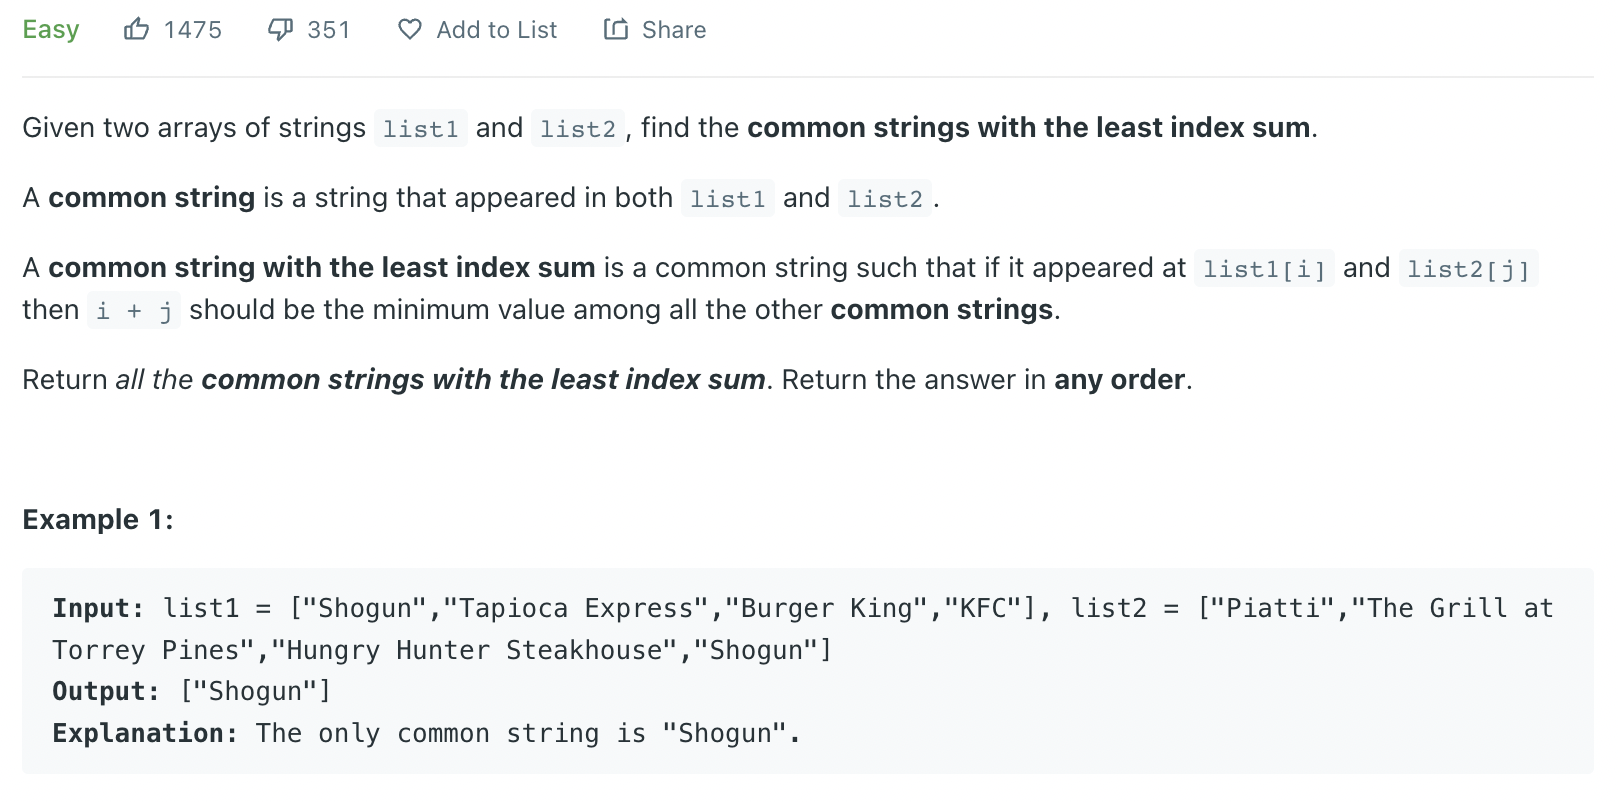 Easy 1475 351 Add to List Share
Given two arrays of strings list1 and list2, find the common strings with the least index sum.
A common string is a string that appeared in both list1 and list2.
A common string with the least index sum is a common string such that if it appeared at list1[i] and list2[j]
then i + j should be the minimum value among all the other common strings.
Return all the common strings with the least index sum. Return the answer in any order.
Example 1:
Input: list1 = ["Shogun","Tapioca Express","Burger King","KFC"], list2 = ["Piatti","The Grill at
Torrey Pines","Hungry Hunter Steakhouse","Shogun"]
Output: ["Shogun"]
Explanation: The only common string is "Shogun".